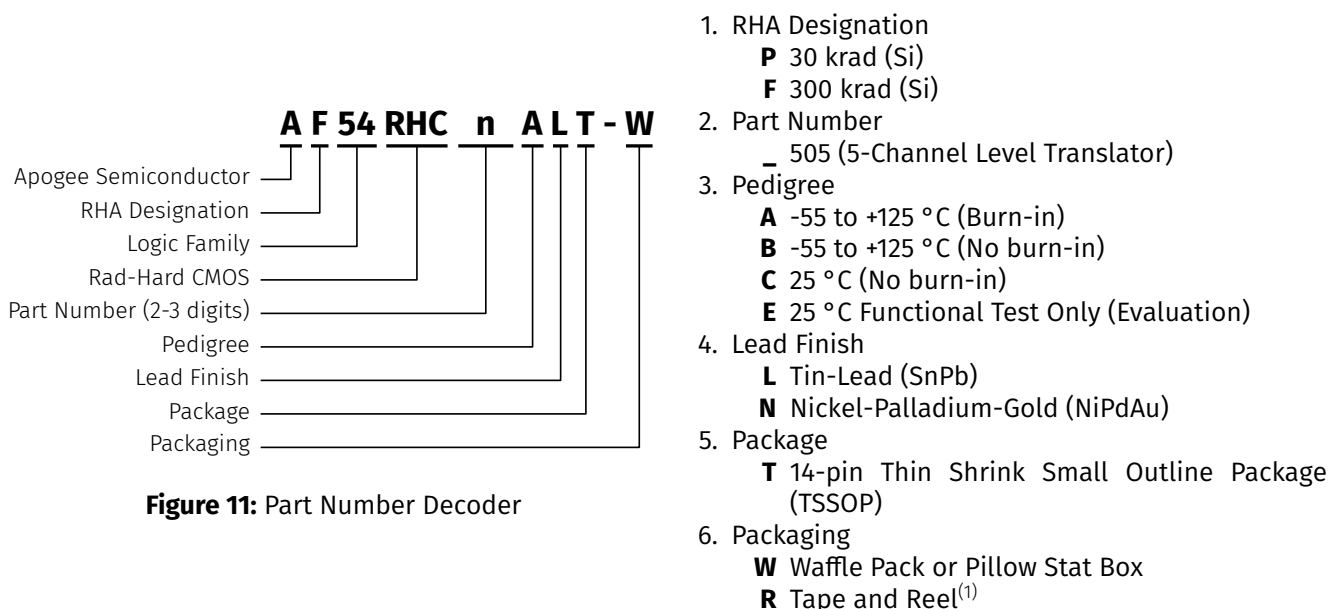 A F 54 RHC n A L T - W
Apogee Semiconductor
RHA Designation
Logic Family
Rad-Hard CMOS
Part Number (2-3 digits)
Pedigree
Lead Finish
Package
Packaging
Figure 11: Part Number Decoder
1. RHA Designation
P 30 krad (Si)
F 300 krad (Si)
2. Part Number
_ 505 (5-Channel Level Translator)
3. Pedigree
A -55 to +125 °C (Burn-in)
B -55 to +125 °C (No burn-in)
C 25 °C (No burn-in)
E 25 °C Functional Test Only (Evaluation)
4. Lead Finish
L Tin-Lead (SnPb)
N Nickel-Palladium-Gold (NiPdAu)
5. Package
T 14-pin Thin Shrink Small Outline Package
(TSSOP)
6. Packaging
W Waffle Pack or Pillow Stat Box
R Tape and Reel(1)